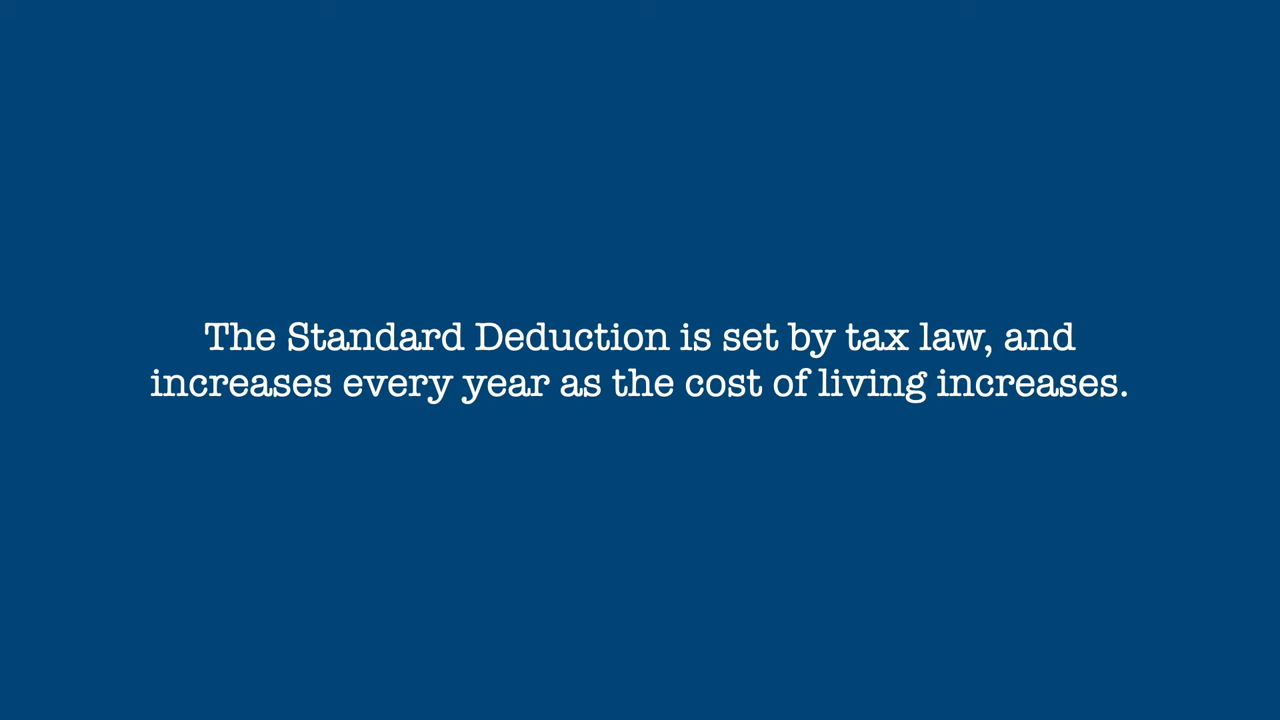 The Standard Deduction is set by tax law, and
increases every year as the cost of living increases.